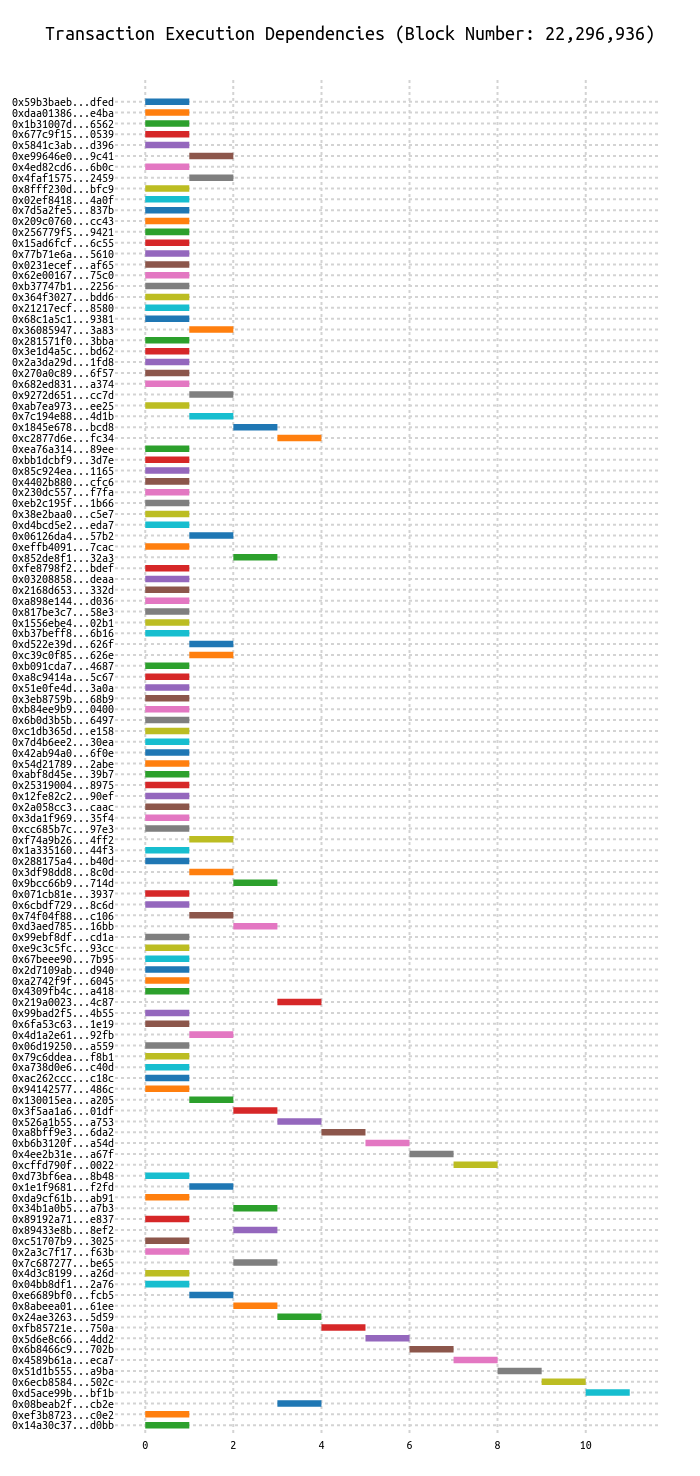 Transaction Execution Dependencies (Block Number: 22,296,936)
0x59b3baeb...dfed
0xdaa01386...e4ba
0x1b31007d...6562
0x677c9f15...0539
0x5841c3ab...d396
0xe99646e0...9c41
0x4ed82cd6...6b0c
0x4faf1575...2459
0x8fff230d...bfc9
0x02ef8418...4a0f
0x7d5a2fe5...837b
0x209c0760...cc43
0x256779f5...9421
0x15ad6fcf...6c55
0x77b71e6a...5610
0x0231ecef...af65
0x62e00167...75c0
0xb37747b1...2256
0x364f3027...bdd6
0x21217ecf...8580
0x68c1a5c1...9381
0x36085947...3a83
0x281571f0...3bba
0x3e1d4a5c...bd62
0x2a3da29d...1fd8
0x270a0c89...6f57
0x682ed831...a374
0x9272d651...cc7d
0xab7ea973...ee25
0x7c194e88...4d1b
0x1845e678...bcd8
0xc2877d6e...fc34
0xea76a314...89ee
0xbb1dcbf9...3d7e
0x85c924ea...1165
0x4402b880...cfc6
0x230dc557...f7fa
0xeb2c195f...1b66
0x38e2baa0...c5e7
0xd4bcd5e2...eda7
0x06126da4...57b2
0xeffb4091...7cac
0x852de8f1...32a3
0xfe8798f2...bdef
0x03208858...deaa
0x2168d653...332d
0xa898e144...d036
0x817be3c7...58e3
0x1556ebe4...02b1
0xb37beff8...6b16
0xd522e39d...626f
0xc39c0f85...626e
0xb091cda7...4687
0xa8c9414a...5c67
0x51e0fe4d...3a0a
0x3eb8759b...68b9
0xb84ee9b9...0400
0x6b0d3b5b...6497
0xc1db365d...e158
0x7d4b6ee2...30ea
0x42ab94a0...6f0e
0x54d21789...2abe
0xabf8d45e...39b7
0x25319004...8975
0x12fe82c2...90ef
0x2a058cc3...caac
0x3da1f969...35f4
0xcc685b7c...97e3
0xf74a9b26...4ff2
0x1a335160...44f3
0x288175a4...b40d
0x3df98dd8...8c0d
0x9bcc66b9...714d
0x071cb81e...3937
0x6cbdf729...8c6d
0x74f04f88...c106
0xd3aed785...16bb
0x99ebf8df...cd1a
0xe9c3c5fc...93cc
0x67beee90...7b95
0x2d7109ab...d940
0xa2742f9f...6045
0x4309fb4c...a418
0x219a0023...4c87
0x99bad2f5...4b55
0x6fa53c63...1e19
0x4d1a2e61...92fb
0x06d19250...a559
0x79c6ddea...f8b1
0xa738d0e6...c40d
0xac262ccc...c18c
0x94142577...486c
0x130015ea...a205
0x3f5aa1a6...01df
0x526a1b55...a753
0xa8bff9e3...6da2
0xb6b3120f...a54d
0x4ee2b31e...a67f
0xcffd790f...0022
0xd73bf6ea...8b48
0x1e1f9681...f2fd
0xda9cf61b...ab91
0x34b1a0b5...a7b3
0x89192a71...e837
0x89433e8b...8ef2
0xc51707b9...3025
0x2a3c7f17...f63b
0x7c687277...be65
0x4d3c8199...a26d
0x04bb8df1...2a76
0xe6689bf0...fcb5
0x8abeea01...61ee
0x24ae3263...5d59
0xfb85721e...750a
0x5d6e8c66...4dd2
0x6b8466c9...702b
0x4589b61a...eca7
0x51d1b555...a9ba
0x6ecb8584...502c
0xd5ace99b...bf1b
0x08beab2f...cb2e
0xef3b8723...c0e2
0x14a30c37...d0bb
0 2 4 6 8 10